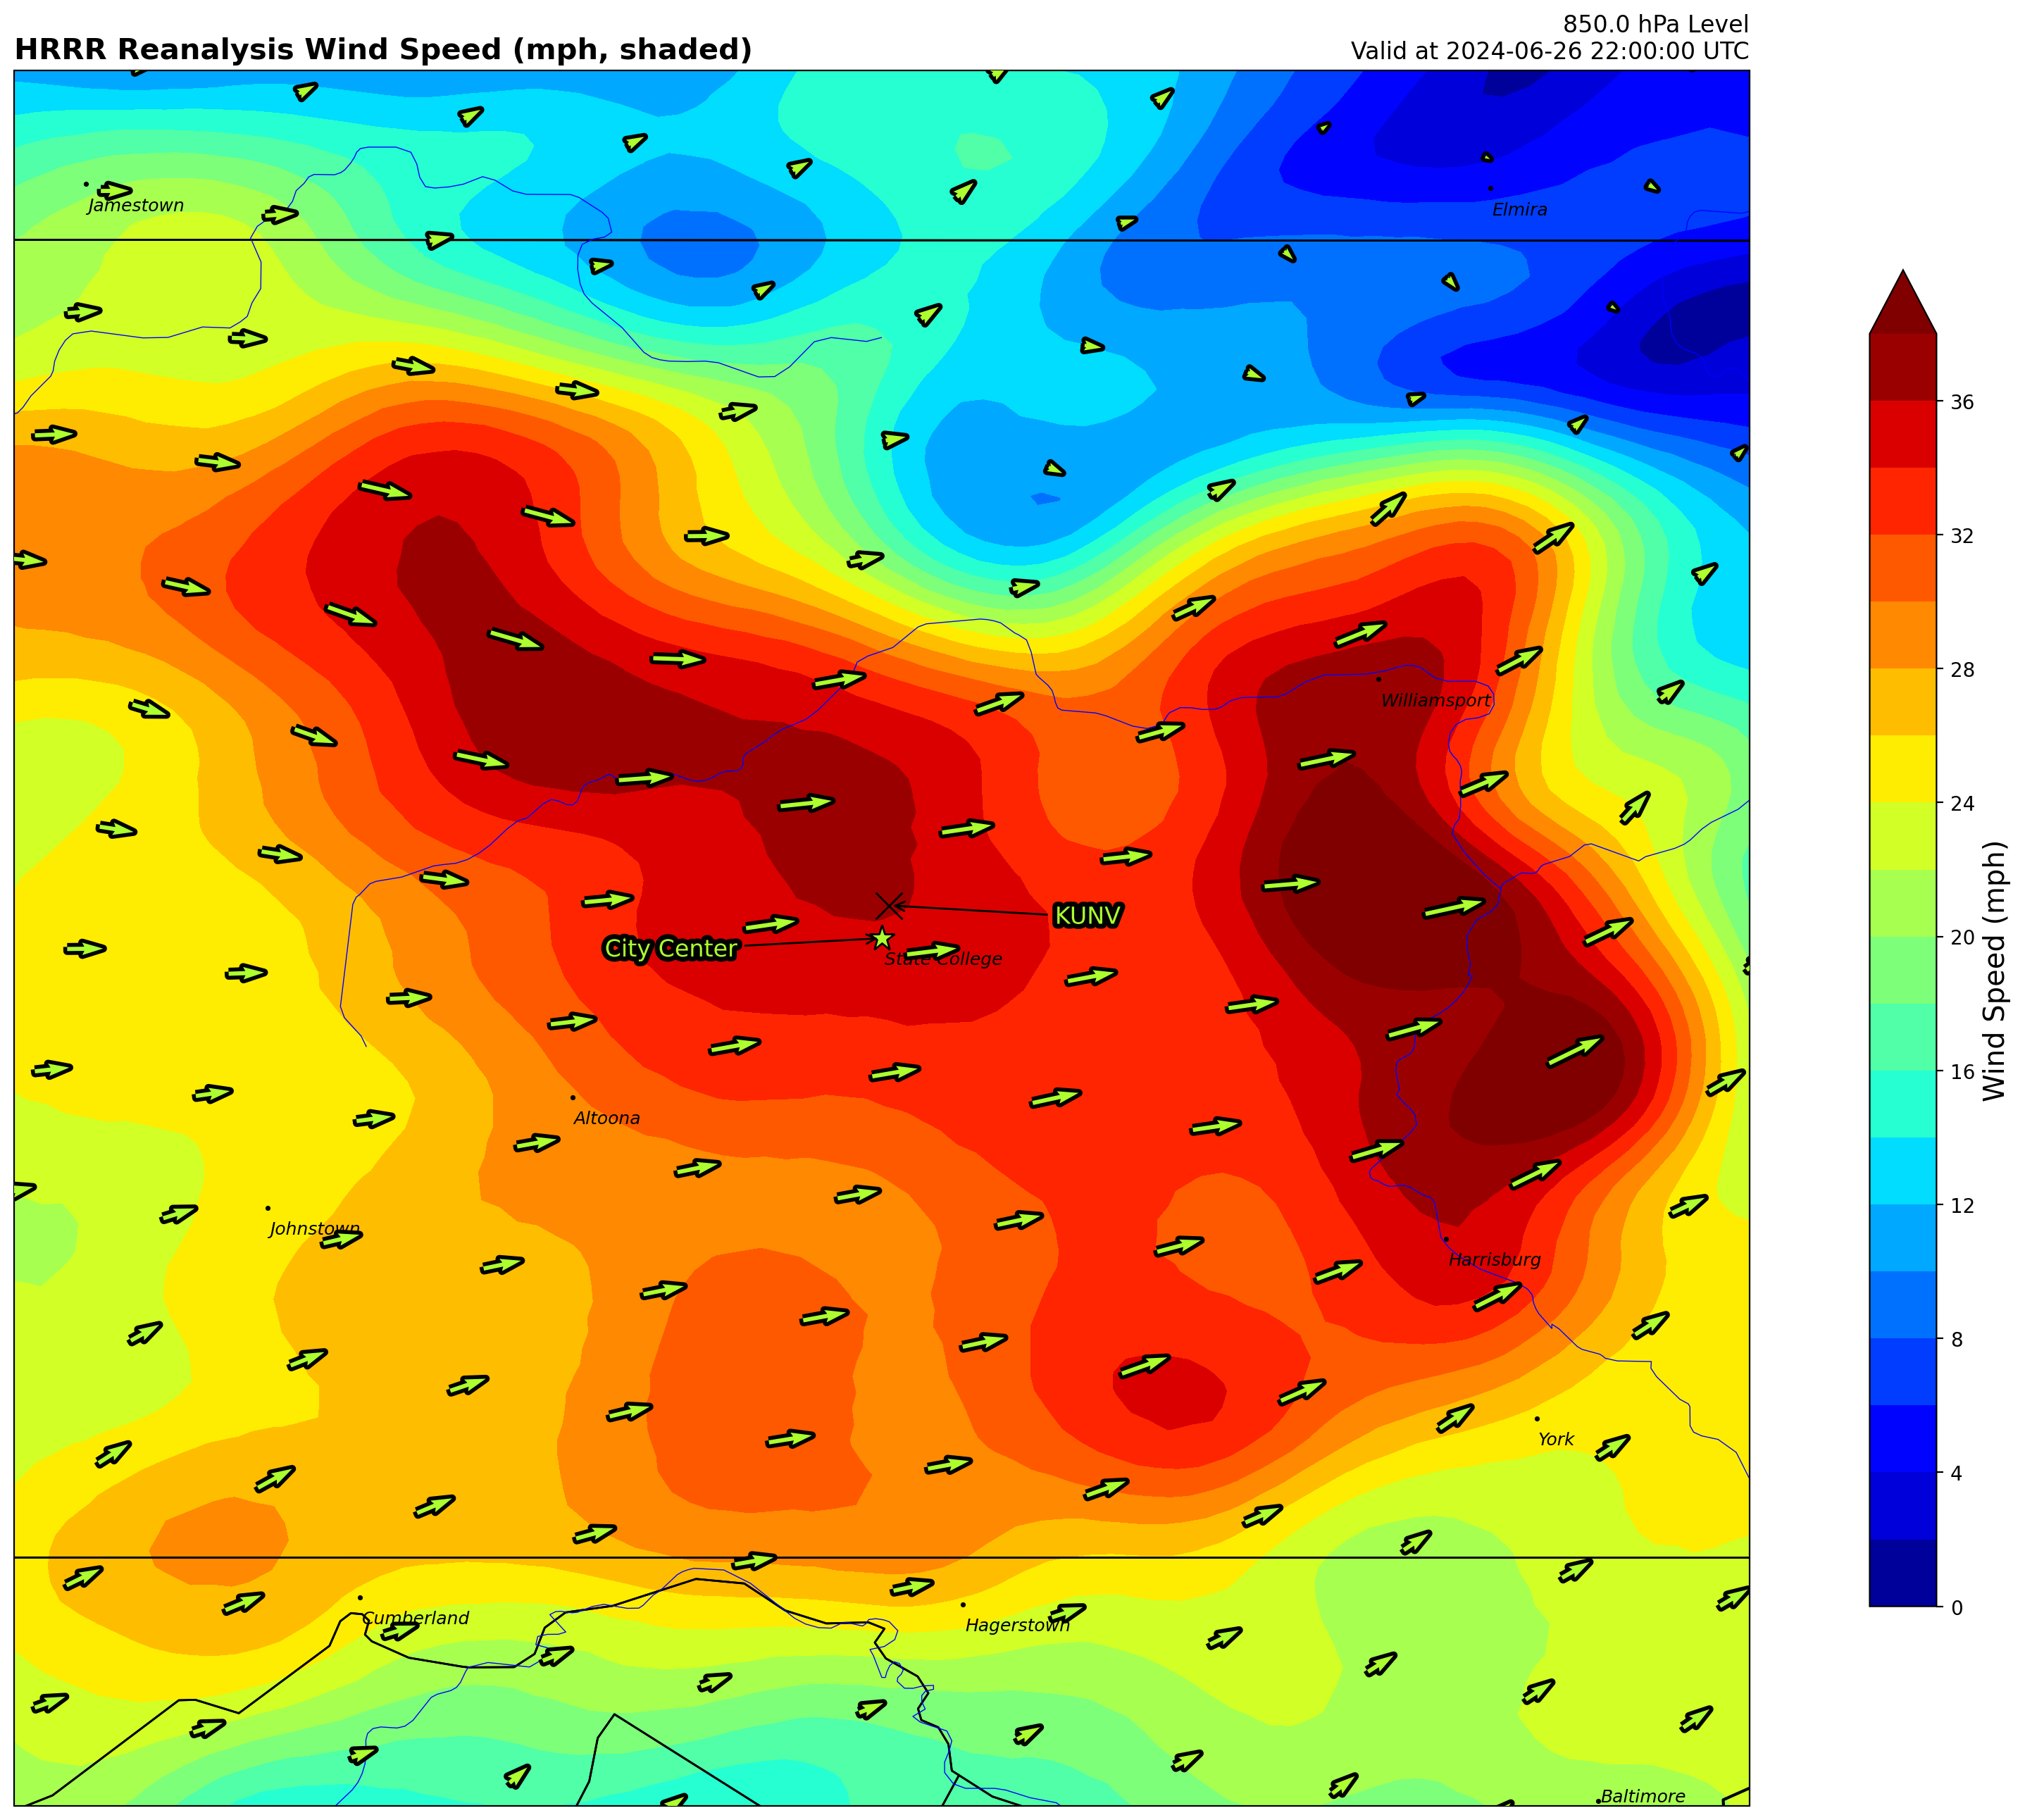 850.0 hPa Level
HRRR Reanalysis Wind Speed (mph, shaded)
Valid at 2024-06-26 22:00:00 UTC
Jamestown
Elmira
Williamsport
KUNV
City Center
State College
Altoona
Johnstown
Harrisburg
York
Cumberland
Hagerstown
Baltimore
36
32
28
24
20
16
12
8
4
0
Wind Speed (mph)